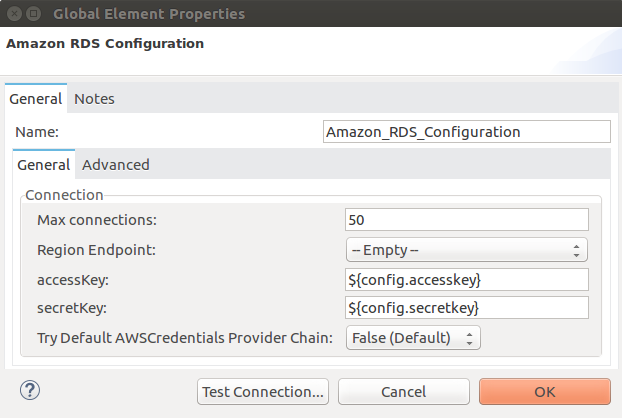 Global Element Properties
Amazon RDS Configuration
General Notes
Name: Amazon_RDS_Configuration
General Advanced
Connection
Max connections: 50
Region Endpoint: -- Empty --
accessKey: ${config.accesskey}
secretKey: ${config.secretkey}
Try Default AWSCredentials Provider Chain: False (Default)
? Test Connection... Cancel OK